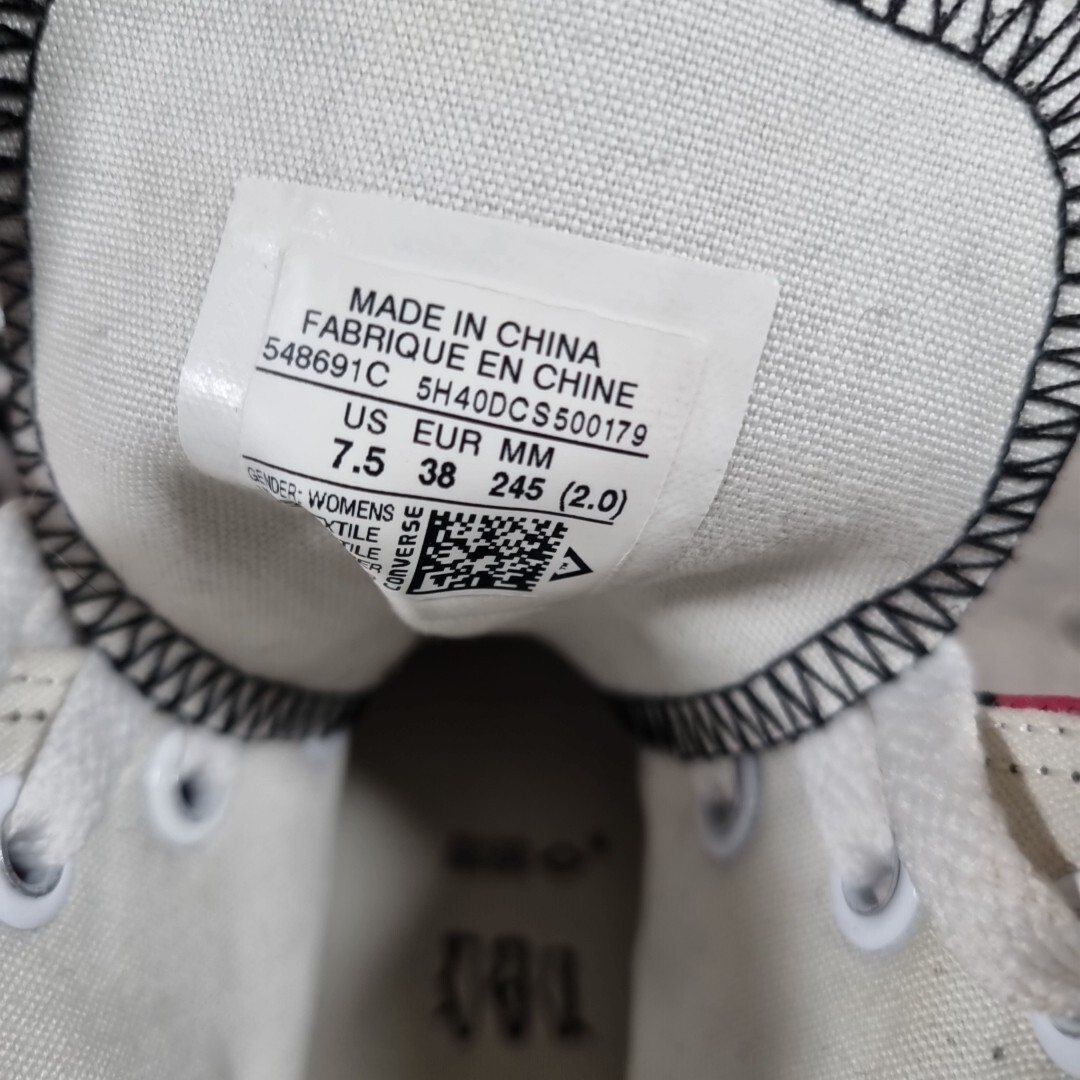 MADE IN CHINA
FABRIQUE EN CHINE
548691C 5H40DCS500179
US EUR MM
7.5 38 245 (2.0)
GENDER: WOMENS
CONVERSE